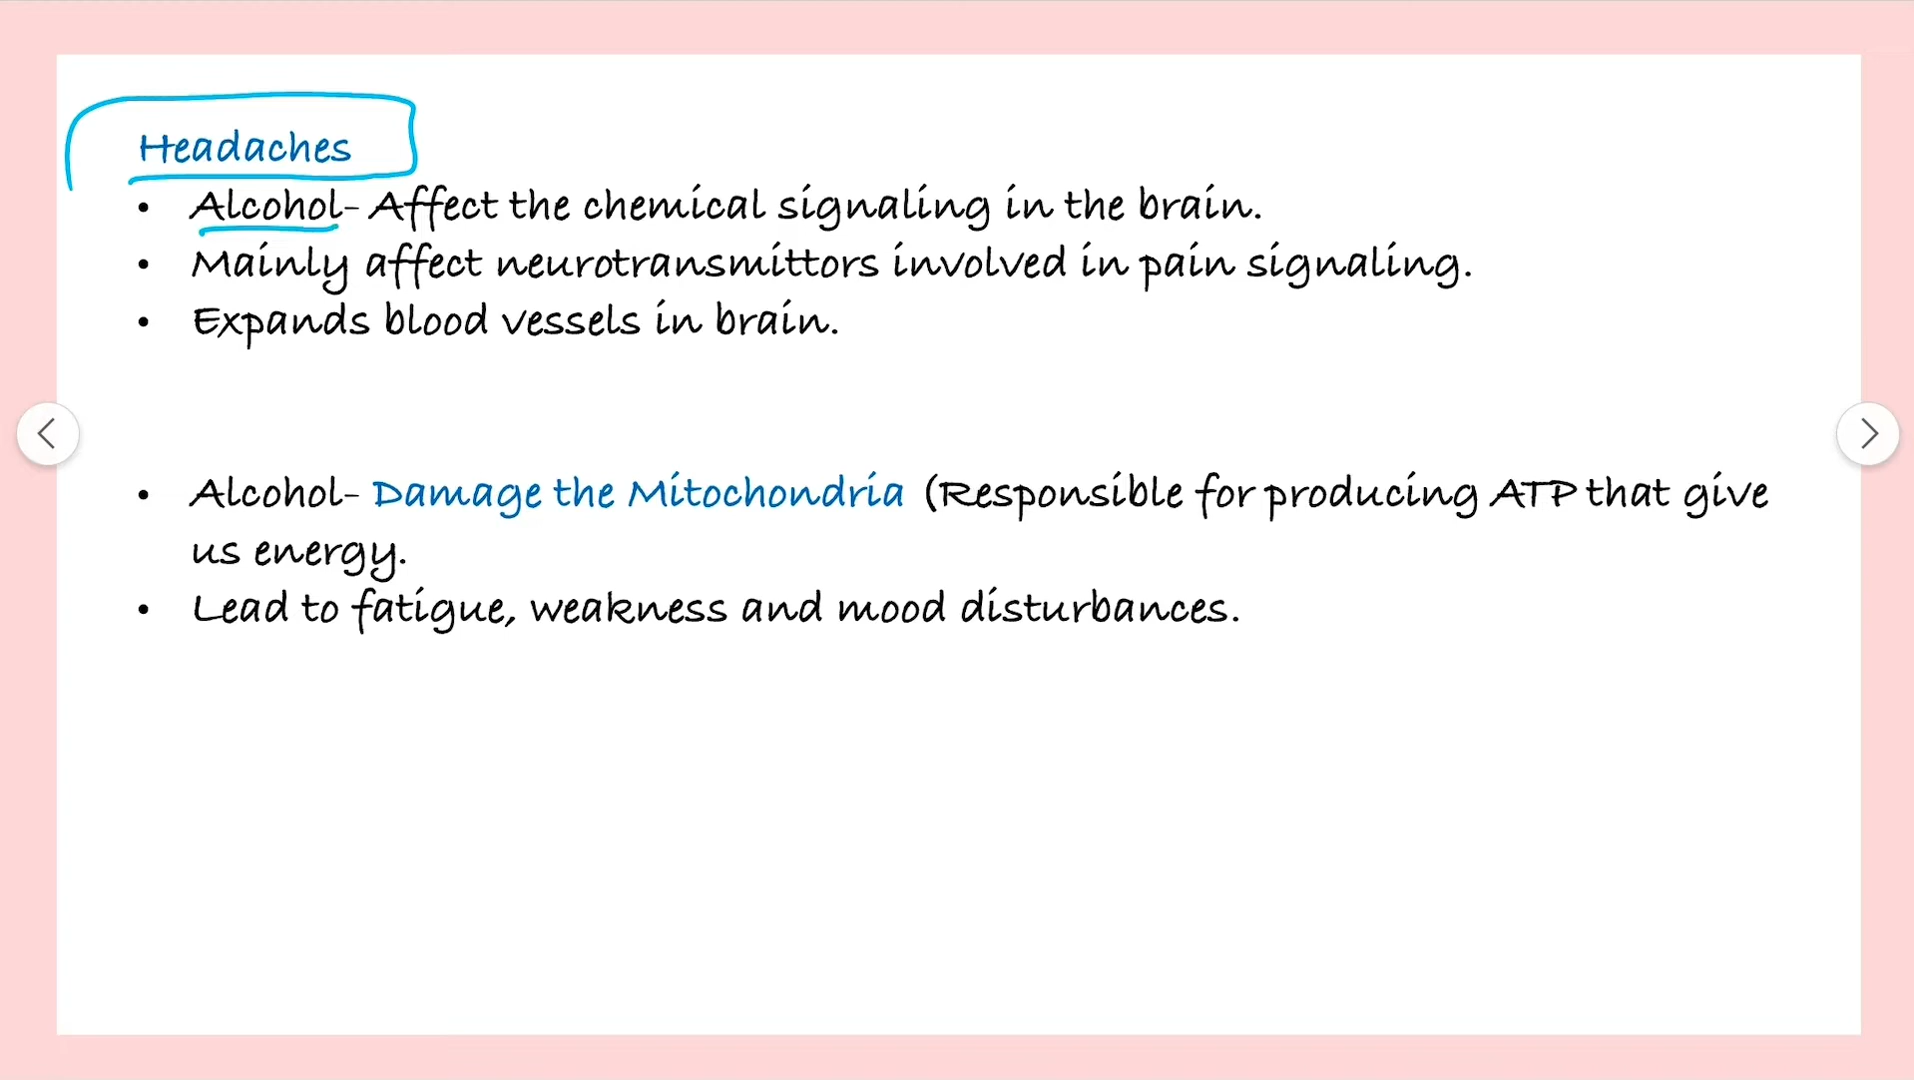 Headaches
• Alcohol- Affect the chemical signaling in the brain.
• Mainly affect neurotransmittors involved in pain signaling.
• Expands blood vessels in brain.
• Alcohol- Damage the Mitochondria (Responsible for producing ATP that give
us energy.
• Lead to fatigue, weakness and mood disturbances.